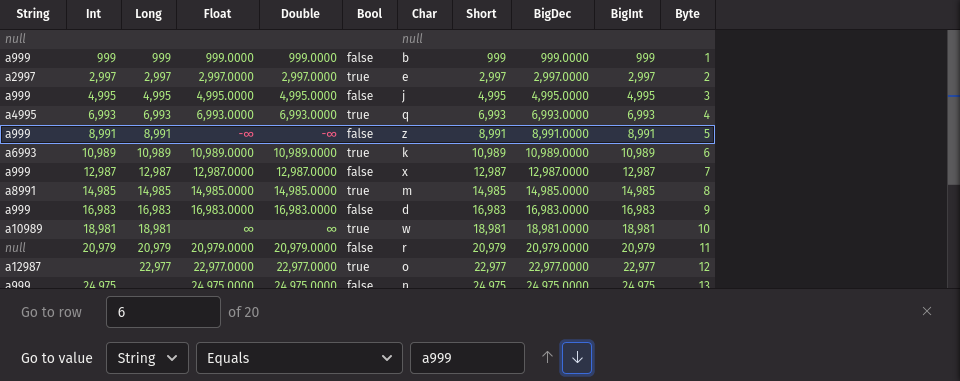 String Int Long Float Double Bool Char Short BigDec BigInt Byte
null null
a999 999 999 999.0000 999.0000 false b 999 999.0000 999 1
a2997 2,997 2,997 2,997.0000 2,997.0000 true e 2,997 2,997.0000 2,997 2
a999 4,995 4,995 4,995.0000 4,995.0000 false j 4,995 4,995.0000 4,995 3
a4995 6,993 6,993 6,993.0000 6,993.0000 true q 6,993 6,993.0000 6,993 4
a999 8,991 8,991 -∞ -∞ false z 8,991 8,991.0000 8,991 5
a6993 10,989 10,989 10,989.0000 10,989.0000 true k 10,989 10,989.0000 10,989 6
a999 12,987 12,987 12,987.0000 12,987.0000 false x 12,987 12,987.0000 12,987 7
a8991 14,985 14,985 14,985.0000 14,985.0000 true m 14,985 14,985.0000 14,985 8
a999 16,983 16,983 16,983.0000 16,983.0000 false d 16,983 16,983.0000 16,983 9
a10989 18,981 18,981 ∞ ∞ true w 18,981 18,981.0000 18,981 10
null 20,979 20,979 20,979.0000 20,979.0000 false r 20,979 20,979.0000 20,979 11
a12987 22,977 22,977.0000 22,977.0000 true o 22,977 22,977.0000 22,977 12
a999 24,975 24,975.0000 24,975.0000 false n 24,975 24,975.0000 24,975 13
Go to row 6 of 20
Go to value String Equals a999